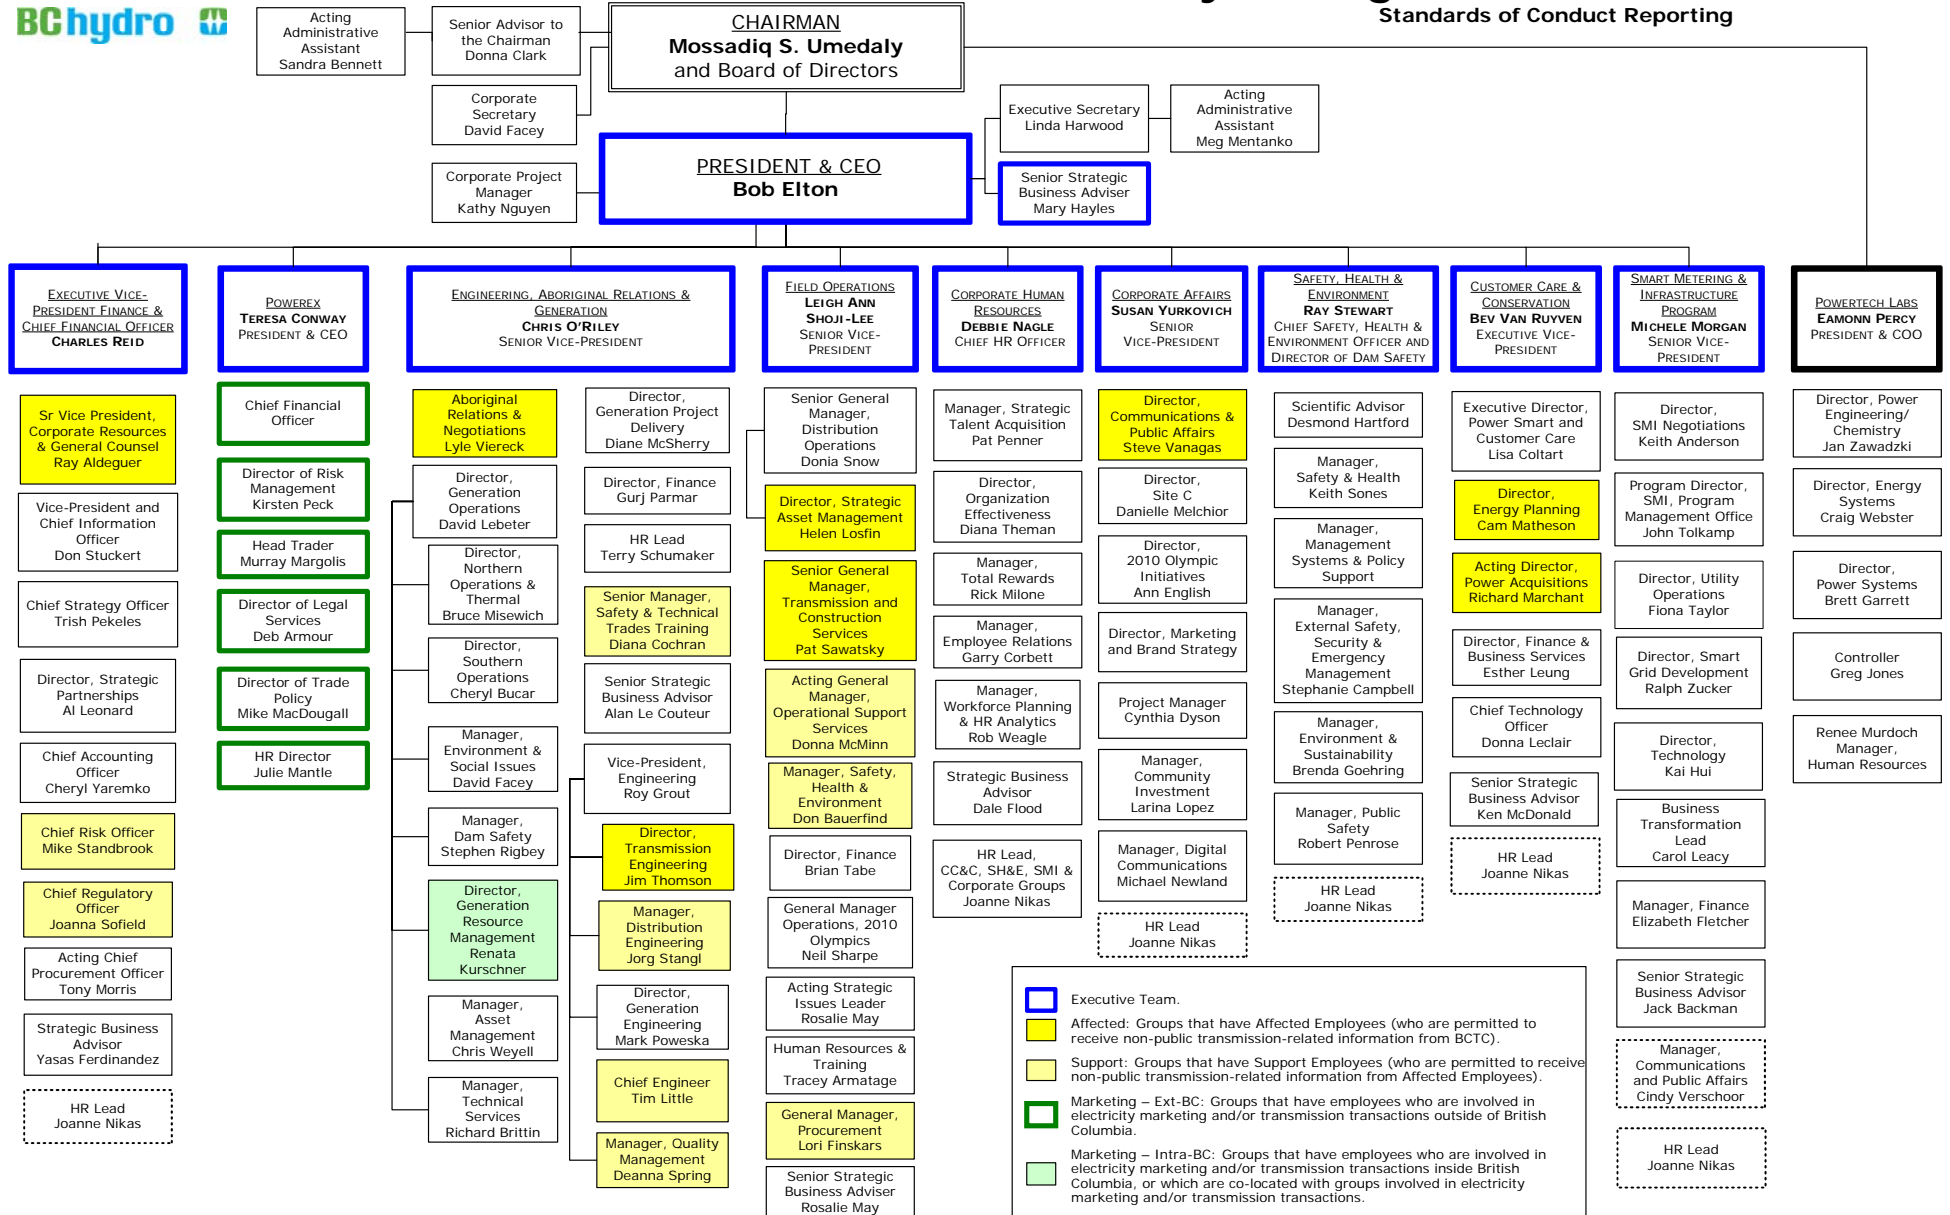 BChydro
Standards of Conduct Reporting
Acting
Administrative
Assistant
Sandra Bennett
Senior Advisor to
the Chairman
Donna Clark
CHAIRMAN
Mossadiq S. Umedaly
and Board of Directors
Corporate
Secretary
David Facey
Executive Secretary
Linda Harwood
Acting
Administrative
Assistant
Meg Mentanko
Corporate Project
Manager
Kathy Nguyen
PRESIDENT & CEO
Bob Elton
Senior Strategic
Business Adviser
Mary Hayles
EXECUTIVE VICE-
PRESIDENT FINANCE &
CHIEF FINANCIAL OFFICER
CHARLES REID
Sr Vice President,
Corporate Resources
& General Counsel
Ray Aldeguer
Vice-President and
Chief Information
Officer
Don Stuckert
Chief Strategy Officer
Trish Pekeles
Director, Strategic
Partnerships
Al Leonard
Chief Accounting
Officer
Cheryl Yaremko
Chief Risk Officer
Mike Standbrook
Chief Regulatory
Officer
Joanna Sofield
Acting Chief
Procurement Officer
Tony Morris
Strategic Business
Advisor
Yasas Ferdinandez
HR Lead
Joanne Nikas
POWEREX
TERESA CONWAY
PRESIDENT & CEO
Chief Financial
Officer
Director of Risk
Management
Kirsten Peck
Head Trader
Murray Margolis
Director of Legal
Services
Deb Armour
Director of Trade
Policy
Mike MacDougall
HR Director
Julie Mantle
ENGINEERING, ABORIGINAL RELATIONS &
GENERATION
CHRIS O'RILEY
SENIOR VICE-PRESIDENT
Aboriginal
Relations &
Negotiations
Lyle Viereck
Director,
Generation
Operations
David Lebeter
Director,
Northern
Operations &
Thermal
Bruce Misewich
Director,
Southern
Operations
Cheryl Bucar
Manager,
Environment &
Social Issues
David Facey
Manager,
Dam Safety
Stephen Rigbey
Director,
Generation
Resource
Management
Renata
Kurschner
Manager,
Asset
Management
Chris Weyell
Manager,
Technical
Services
Richard Brittin
Director,
Generation Project
Delivery
Diane McSherry
Director, Finance
Gurj Parmar
HR Lead
Terry Schumaker
Senior Manager,
Safety & Technical
Trades Training
Diana Cochran
Senior Strategic
Business Advisor
Alan Le Couteur
Vice-President,
Engineering
Roy Grout
Director,
Transmission
Engineering
Jim Thomson
Manager,
Distribution
Engineering
Jorg Stangl
Director,
Generation
Engineering
Mark Poweska
Chief Engineer
Tim Little
Manager, Quality
Management
Deanna Spring
FIELD OPERATIONS
LEIGH ANN
SHOJI-LEE
SENIOR VICE-
PRESIDENT
Senior General
Manager,
Distribution
Operations
Donia Snow
Director, Strategic
Asset Management
Helen Losfin
Senior General
Manager,
Transmission and
Construction
Services
Pat Sawatsky
Acting General
Manager,
Operational Support
Services
Donna McMinn
Manager, Safety,
Health &
Environment
Don Bauerfind
Director, Finance
Brian Tabe
General Manager
Operations, 2010
Olympics
Neil Sharpe
Acting Strategic
Issues Leader
Rosalie May
Human Resources &
Training
Tracey Armatage
General Manager,
Procurement
Lori Finskars
Senior Strategic
Business Adviser
Rosalie May
CORPORATE HUMAN
RESOURCES
DEBBIE NAGLE
CHIEF HR OFFICER
Manager, Strategic
Talent Acquisition
Pat Penner
Director,
Organization
Effectiveness
Diana Theman
Manager,
Total Rewards
Rick Milone
Manager,
Employee Relations
Garry Corbett
Manager,
Workforce Planning
& HR Analytics
Rob Weagle
Strategic Business
Advisor
Dale Flood
HR Lead,
CC&C, SH&E, SMI &
Corporate Groups
Joanne Nikas
CORPORATE AFFAIRS
SUSAN YURKOVICH
SENIOR
VICE-PRESIDENT
Director,
Communications &
Public Affairs
Steve Vanagas
Director,
Site C
Danielle Melchior
Director,
2010 Olympic
Initiatives
Ann English
Director, Marketing
and Brand Strategy
Project Manager
Cynthia Dyson
Manager,
Community
Investment
Larina Lopez
Manager, Digital
Communications
Michael Newland
HR Lead
Joanne Nikas
SAFETY, HEALTH &
ENVIRONMENT
RAY STEWART
CHIEF SAFETY, HEALTH &
ENVIRONMENT OFFICER AND
DIRECTOR OF DAM SAFETY
Scientific Advisor
Desmond Hartford
Manager,
Safety & Health
Keith Sones
Manager,
Management
Systems & Policy
Support
Manager,
External Safety,
Security &
Emergency
Management
Stephanie Campbell
Manager,
Environment &
Sustainability
Brenda Goehring
Manager, Public
Safety
Robert Penrose
HR Lead
Joanne Nikas
CUSTOMER CARE &
CONSERVATION
BEV VAN RUYVEN
EXECUTIVE VICE-
PRESIDENT
Executive Director,
Power Smart and
Customer Care
Lisa Coltart
Director,
Energy Planning
Cam Matheson
Acting Director,
Power Acquisitions
Richard Marchant
Director, Finance &
Business Services
Esther Leung
Chief Technology
Officer
Donna Leclair
Senior Strategic
Business Advisor
Ken McDonald
HR Lead
Joanne Nikas
SMART METERING &
INFRASTRUCTURE
PROGRAM
MICHELE MORGAN
SENIOR VICE-
PRESIDENT
Director,
SMI Negotiations
Keith Anderson
Program Director,
SMI, Program
Management Office
John Tolkamp
Director, Utility
Operations
Fiona Taylor
Director, Smart
Grid Development
Ralph Zucker
Director,
Technology
Kai Hui
Business
Transformation
Lead
Carol Leacy
Manager, Finance
Elizabeth Fletcher
Senior Strategic
Business Advisor
Jack Backman
Manager,
Communications
and Public Affairs
Cindy Verschoor
HR Lead
Joanne Nikas
POWERTECH LABS
EAMONN PERCY
PRESIDENT & COO
Director, Power
Engineering/
Chemistry
Jan Zawadzki
Director, Energy
Systems
Craig Webster
Director,
Power Systems
Brett Garrett
Controller
Greg Jones
Renee Murdoch
Manager,
Human Resources
Executive Team.
Affected: Groups that have Affected Employees (who are permitted to
receive non-public transmission-related information from BCTC).
Support: Groups that have Support Employees (who are permitted to receive
non-public transmission-related information from Affected Employees).
Marketing – Ext-BC: Groups that have employees who are involved in
electricity marketing and/or transmission transactions outside of British
Columbia.
Marketing – Intra-BC: Groups that have employees who are involved in
electricity marketing and/or transmission transactions inside British
Columbia, or which are co-located with groups involved in electricity
marketing and/or transmission transactions.